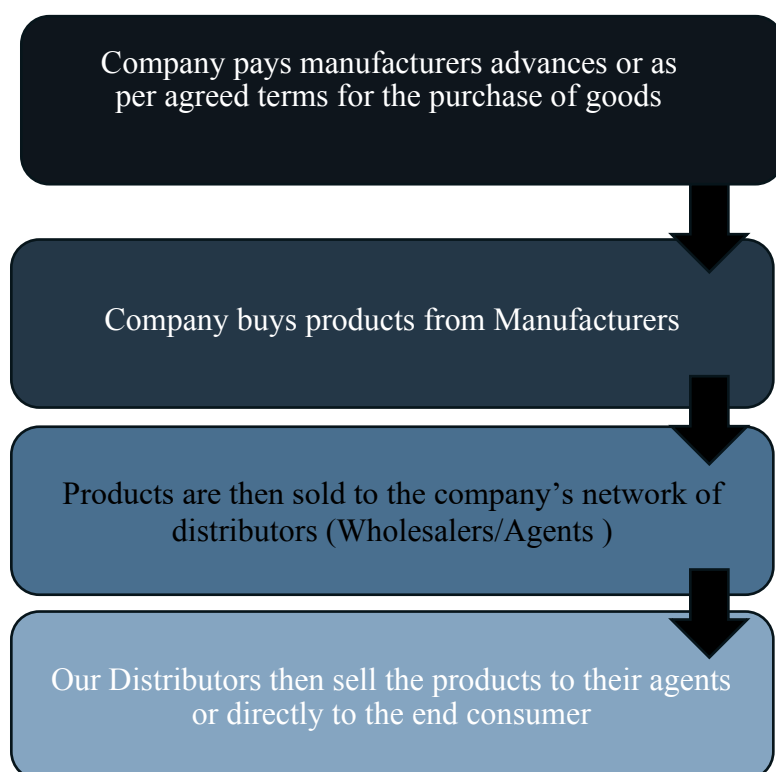 Company pays manufacturers advances or as
per agreed terms for the purchase of goods
Company buys products from Manufacturers
Products are then sold to the company’s network of
distributors (Wholesalers/Agents )
Our Distributors then sell the products to their agents
or directly to the end consumer